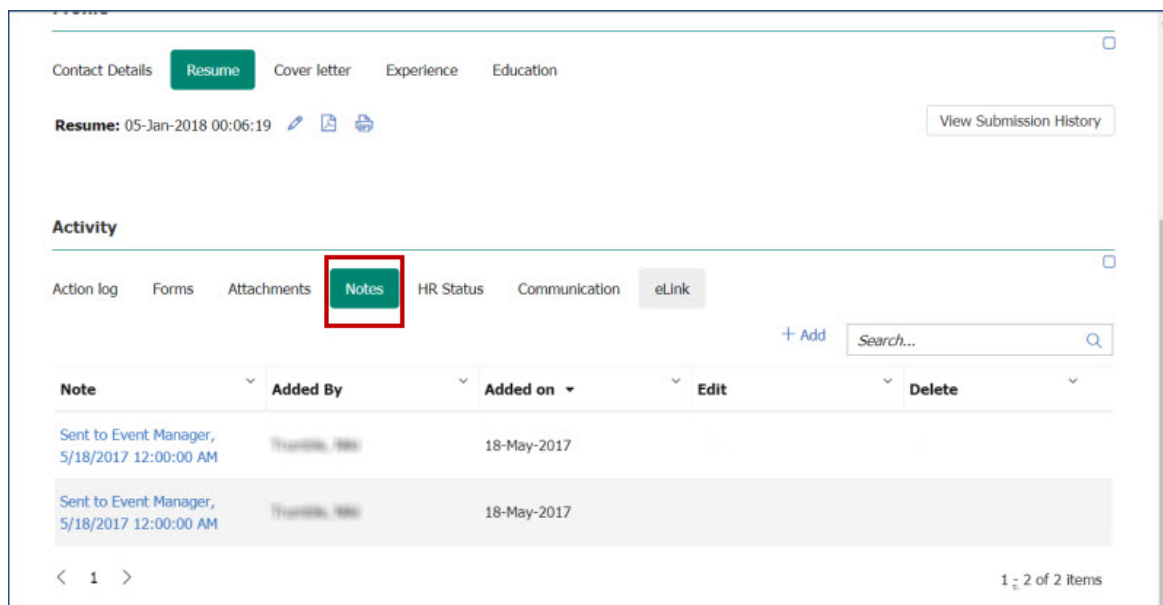 Contact Details Resume Cover letter Experience Education
Resume: 05-Jan-2018 00:06:19
View Submission History
Activity
Action log Forms Attachments Notes HR Status Communication eLink
+ Add Search...
Note Added By Added on Edit Delete
Sent to Event Manager,
5/18/2017 12:00:00 AM
18-May-2017
Sent to Event Manager,
5/18/2017 12:00:00 AM
18-May-2017
< 1 >
1 - 2 of 2 items